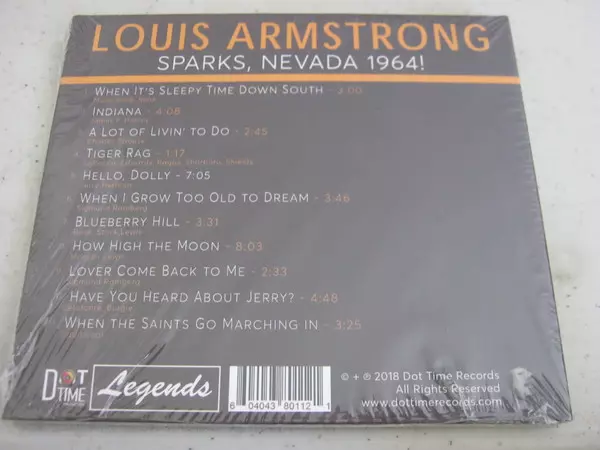 LOUIS ARMSTRONG
SPARKS, NEVADA 1964!
WHEN IT'S SLEEPY TIME DOWN SOUTH - 3:00
INDIANA - 4:08
A LOT OF LIVIN' TO DO - 2:45
TIGER RAG - 1:17
HELLO, DOLLY - 7:05
WHEN I GROW TOO OLD TO DREAM - 3:46
BLUEBERRY HILL - 3:31
HOW HIGH THE MOON - 8:03
LOVER COME BACK TO ME - 2:33
HAVE YOU HEARD ABOUT JERRY? - 4:48
WHEN THE SAINTS GO MARCHING IN - 3:25
DOT
TIME
Legends
6 04043 80112 1
© + ℗ 2018 Dot Time Records
All Rights Reserved
www.dottimerecords.com